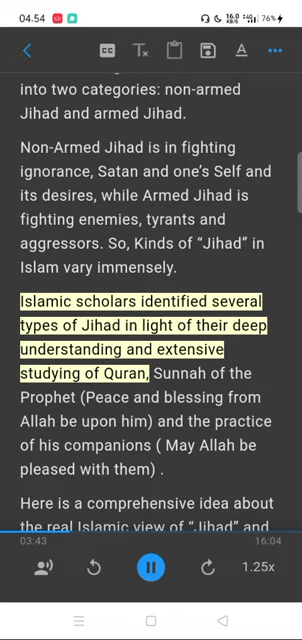 04.54
16.0
KB/S
76%
CC
into two categories: non-armed
Jihad and armed Jihad.
Non-Armed Jihad is in fighting
ignorance, Satan and one's Self and
its desires, while Armed Jihad is
fighting enemies, tyrants and
aggressors. So, Kinds of "Jihad" in
Islam vary immensely.
Islamic scholars identified several
types of Jihad in light of their deep
understanding and extensive
studying of Quran, Sunnah of the
Prophet (Peace and blessing from
Allah be upon him) and the practice
of his companions ( May Allah be
pleased with them) .
Here is a comprehensive idea about
the real Islamic view of "Jihad" and
03:43
16:04
1.25x